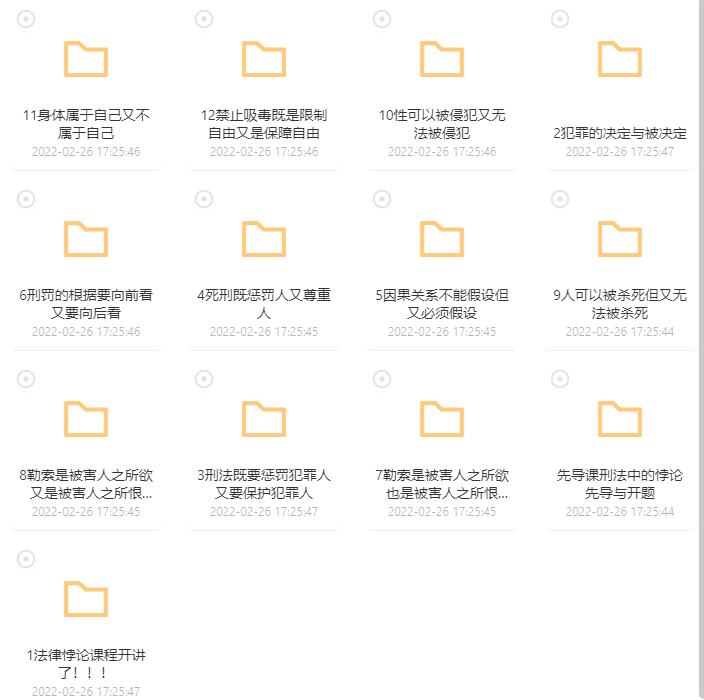 11身体属于自己又不
属于自己
2022-02-26 17:25:46
12禁止吸毒既是限制
自由又是保障自由
2022-02-26 17:25:46
10性可以被侵犯又无
法被侵犯
2022-02-26 17:25:46
2犯罪的决定与被决定
2022-02-26 17:25:47
6刑罚的根据要向前看
又要向后看
2022-02-26 17:25:46
4死刑既惩罚人又尊重
人
2022-02-26 17:25:45
5因果关系不能假设但
又必须假设
2022-02-26 17:25:45
9人可以被杀死但又无
法被杀死
2022-02-26 17:25:44
8勒索是被害人之所欲
又是被害人之所恨...
2022-02-26 17:25:45
3刑法既要惩罚犯罪人
又要保护犯罪人
2022-02-26 17:25:47
7勒索是被害人之所欲
也是被害人之所恨...
2022-02-26 17:25:45
先导课刑法中的悖论
先导与开题
2022-02-26 17:25:44
1法律悖论课程开讲
了！！！
2022-02-26 17:25:47